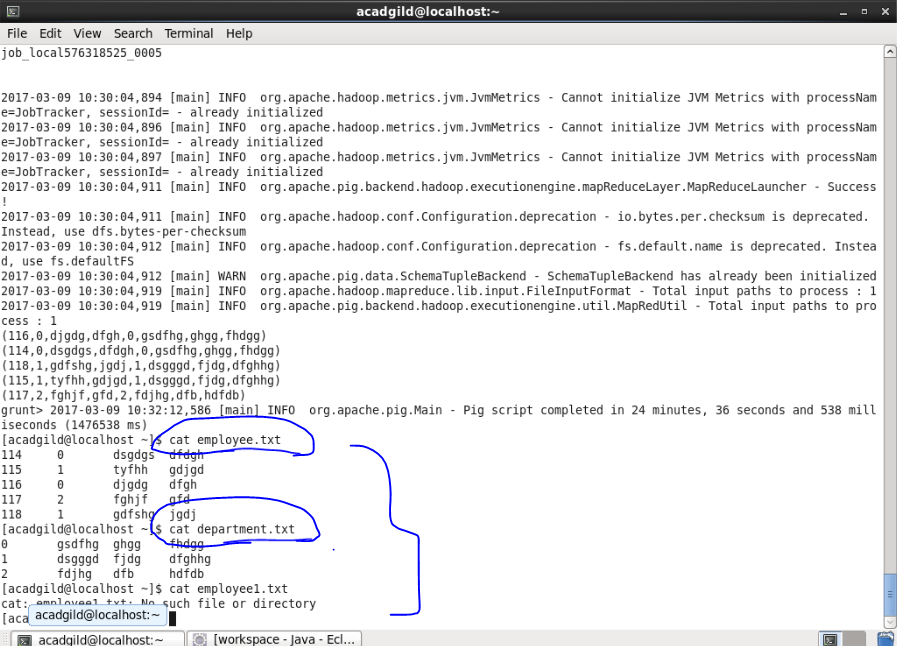 acadgild@localhost:~
File Edit View Search Terminal Help
job_local576318525_0005
2017-03-09 10:30:04,894 [main] INFO  org.apache.hadoop.metrics.jvm.JvmMetrics - Cannot initialize JVM Metrics with processNam
e=JobTracker, sessionId= - already initialized
2017-03-09 10:30:04,896 [main] INFO  org.apache.hadoop.metrics.jvm.JvmMetrics - Cannot initialize JVM Metrics with processNam
e=JobTracker, sessionId= - already initialized
2017-03-09 10:30:04,897 [main] INFO  org.apache.hadoop.metrics.jvm.JvmMetrics - Cannot initialize JVM Metrics with processNam
e=JobTracker, sessionId= - already initialized
2017-03-09 10:30:04,911 [main] INFO  org.apache.pig.backend.hadoop.executionengine.mapReduceLayer.MapReduceLauncher - Success
!
2017-03-09 10:30:04,911 [main] INFO  org.apache.hadoop.conf.Configuration.deprecation - io.bytes.per.checksum is deprecated.
Instead, use dfs.bytes-per-checksum
2017-03-09 10:30:04,912 [main] INFO  org.apache.hadoop.conf.Configuration.deprecation - fs.default.name is deprecated. Instea
d, use fs.defaultFS
2017-03-09 10:30:04,912 [main] WARN  org.apache.pig.data.SchemaTupleBackend - SchemaTupleBackend has already been initialized
2017-03-09 10:30:04,919 [main] INFO  org.apache.hadoop.mapreduce.lib.input.FileInputFormat - Total input paths to process : 1
2017-03-09 10:30:04,919 [main] INFO  org.apache.pig.backend.hadoop.executionengine.util.MapRedUtil - Total input paths to pro
cess : 1
(116,0,djgdg,dfgh,0,gsdfhg,ghgg,fhdgg)
(114,0,dsgdgs,dfdgh,0,gsdfhg,ghgg,fhdgg)
(118,1,gdfshg,jgdj,1,dsgggd,fjdg,dfghhg)
(115,1,tyfhh,gdjgd,1,dsgggd,fjdg,dfghhg)
(117,2,fghjf,gfd,2,fdjhg,dfb,hdfdb)
grunt> 2017-03-09 10:32:12,586 [main] INFO  org.apache.pig.Main - Pig script completed in 24 minutes, 36 seconds and 538 mill
iseconds (1476538 ms)
[acadgild@localhost ~]$ cat employee.txt
114 0 dsgdgs dfdgh
115 1 tyfhh gdjgd
116 0 djgdg dfgh
117 2 fghjf gfd
118 1 gdfshg jgdj
[acadgild@localhost ~]$ cat department.txt
0 gsdfhg ghgg fhdgg
1 dsgggd fjdg dfghhg
2 fdjhg dfb hdfdb
[acadgild@localhost ~]$ cat employee1.txt
cat: employee1.txt: No such file or directory
[aca
acadgild@localhost:~
acadgild@localhost:~ [workspace - Java - Ecl...